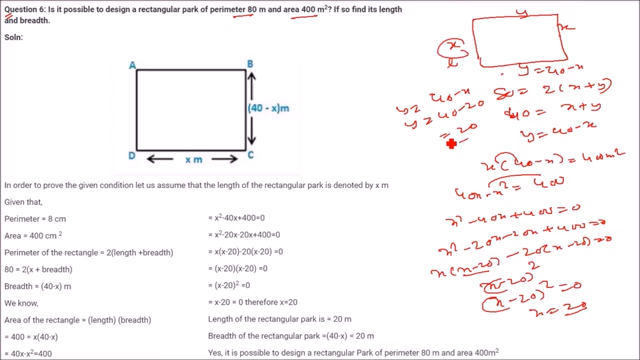 Question 6: Is it possible to design a rectangular park of perimeter 80 m and area 400 m²? If so find its length
and breadth.
Soln:
A
B
(40 - x)m
D
x m
C
In order to prove the given condition let us assume that the length of the rectangular park is denoted by x m
Given that,
Perimeter = 8 cm
Area = 400 cm²
Perimeter of the rectangle = 2(length+breadth)
80 = 2(x + breadth)
Breadth = (40-x) m
We know,
Area of the rectangle = (length) (breadth)
= 400 = x(40-x)
= 40x-x²=400
= x²-40x+400=0
= x²-20x-20x+400=0
= x(x-20)-20(x-20)=0
= (x-20)(x-20)=0
= (x-20)² =0
= x-20 =0 therefore x=20
Length of the rectangular park = 20 m
Breadth of the rectangular park =(40-x) = 20 m
Yes, it is possible to design a rectangular Park of perimeter 80 m and area 400m²
y
x
x
l
y = 40-x
y = 40-x
y = 40-20
= 20
80 = 2(x+y)
40 = x+y
y = 40-x
x(40-x) = 400m²
40x-x² = 400
x²-40x+400=0
x²-20x-20x+400=0
x(x-20)-20(x-20)=0
(x-20)²
(x-20)²=0
x = 20